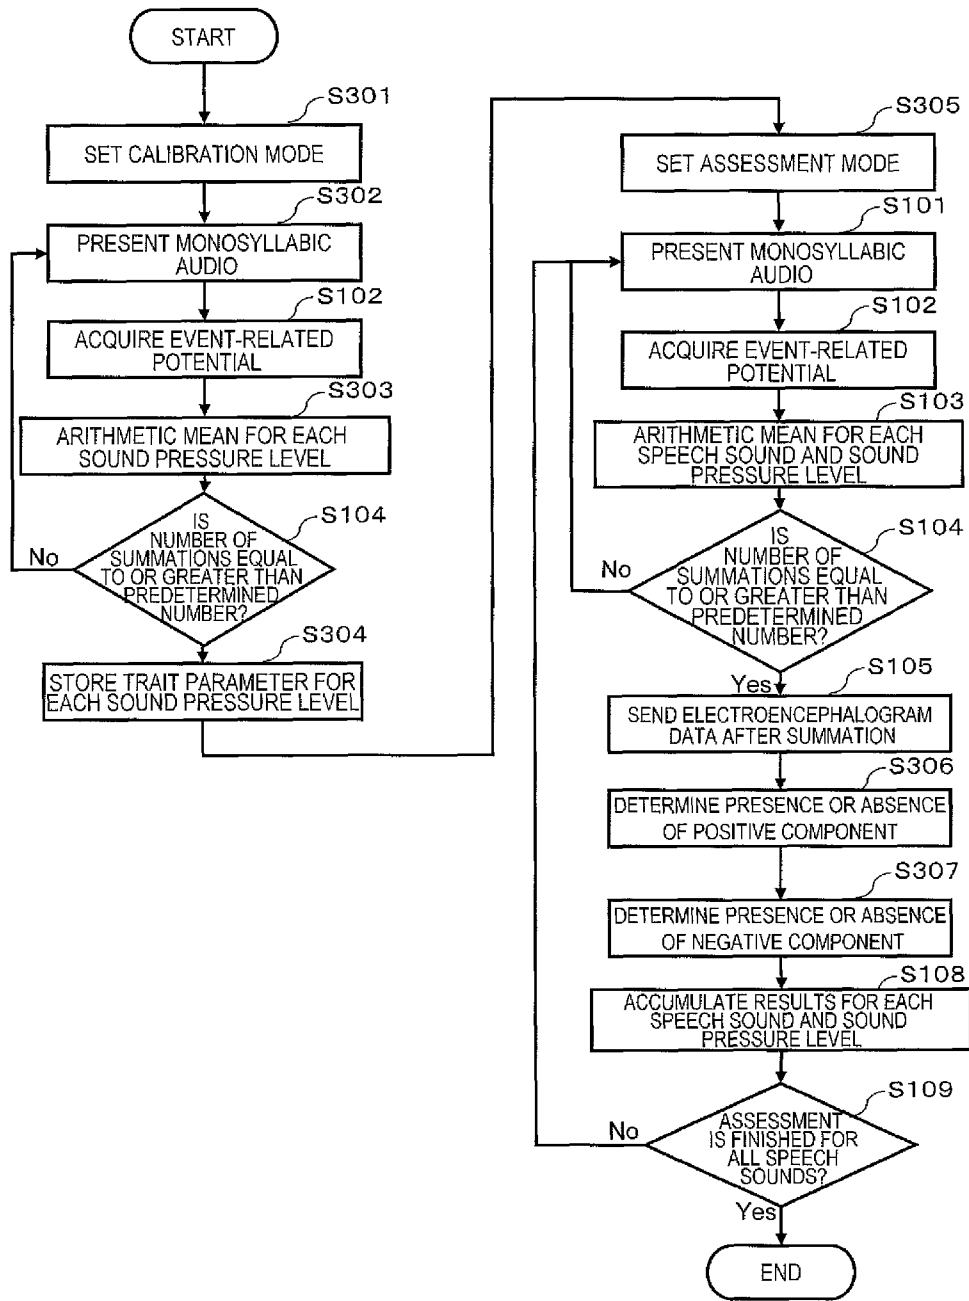 START
S301
SET CALIBRATION MODE
S302
PRESENT MONOSYLLABIC
AUDIO
S102
ACQUIRE EVENT-RELATED
POTENTIAL
S303
ARITHMETIC MEAN FOR EACH
SOUND PRESSURE LEVEL
S104
IS
NUMBER OF
SUMMATIONS EQUAL
TO OR GREATER THAN
PREDETERMINED
NUMBER?
No
S304
STORE TRAIT PARAMETER FOR
EACH SOUND PRESSURE LEVEL
S305
SET ASSESSMENT MODE
S101
PRESENT MONOSYLLABIC
AUDIO
S102
ACQUIRE EVENT-RELATED
POTENTIAL
S103
ARITHMETIC MEAN FOR EACH
SPEECH SOUND AND SOUND
PRESSURE LEVEL
S104
IS
NUMBER OF
SUMMATIONS EQUAL
TO OR GREATER THAN
PREDETERMINED
NUMBER?
No
Yes
S105
SEND ELECTROENCEPHALOGRAM
DATA AFTER SUMMATION
S306
DETERMINE PRESENCE OR ABSENCE
OF POSITIVE COMPONENT
S307
DETERMINE PRESENCE OR ABSENCE
OF NEGATIVE COMPONENT
S108
ACCUMULATE RESULTS FOR EACH
SPEECH SOUND AND SOUND
PRESSURE LEVEL
S109
ASSESSMENT
IS FINISHED FOR
ALL SPEECH
SOUNDS?
No
Yes
END